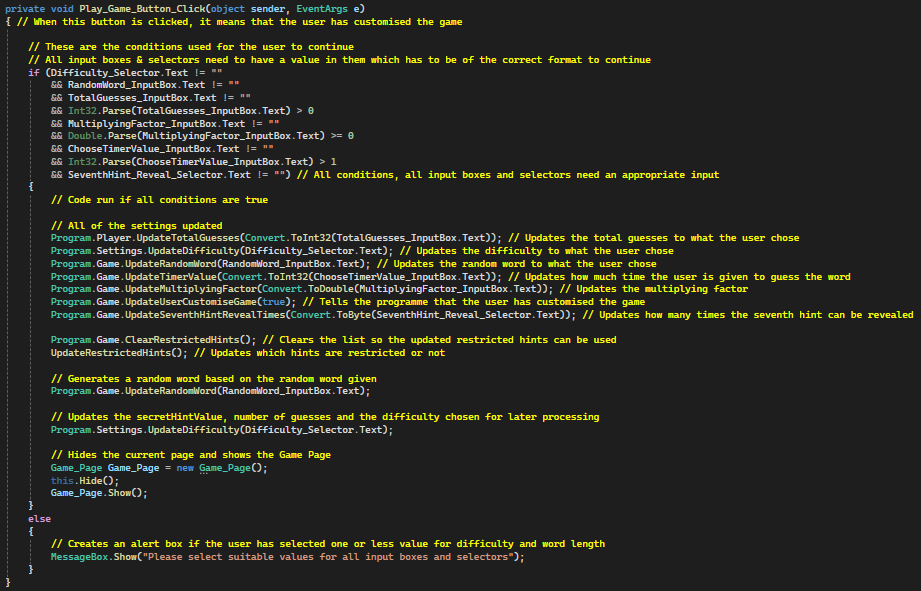 private void Play_Game_Button_Click(object sender, EventArgs e)
{ // When this button is clicked, it means that the user has customised the game

    // These are the conditions used for the user to continue
    // All input boxes & selectors need to have a value in them which has to be of the correct format to continue
    if (Difficulty_Selector.Text != ""
        && RandomWord_InputBox.Text != ""
        && TotalGuesses_InputBox.Text != ""
        && Int32.Parse(TotalGuesses_InputBox.Text) > 0
        && MultiplyingFactor_InputBox.Text != ""
        && Double.Parse(MultiplyingFactor_InputBox.Text) >= 0
        && ChooseTimerValue_InputBox.Text != ""
        && Int32.Parse(ChooseTimerValue_InputBox.Text) > 1
        && SeventhHint_Reveal_Selector.Text != "") // All conditions, all input boxes and selectors need an appropriate input
    {
        // Code run if all conditions are true

        // All of the settings updated
        Program.Player.UpdateTotalGuesses(Convert.ToInt32(TotalGuesses_InputBox.Text)); // Updates the total guesses to what the user chose
        Program.Settings.UpdateDifficulty(Difficulty_Selector.Text); // Updates the difficulty to what the user chose
        Program.Game.UpdateRandomWord(RandomWord_InputBox.Text); // Updates the random word to what the user chose
        Program.Game.UpdateTimerValue(Convert.ToInt32(ChooseTimerValue_InputBox.Text)); // Updates how much time the user is given to guess the word
        Program.Game.UpdateMultiplyingFactor(Convert.ToDouble(MultiplyingFactor_InputBox.Text)); // Updates the multiplying factor
        Program.Game.UpdateUserCustomiseGame(true); // Tells the programme that the user has customised the game
        Program.Game.UpdateSeventhHintRevealTimes(Convert.ToByte(SeventhHint_Reveal_Selector.Text)); // Updates how many times the seventh hint can be revealed

        Program.Game.ClearRestrictedHints(); // Clears the list so the updated restricted hints can be used
        UpdateRestrictedHints(); // Updates which hints are restricted or not

        // Generates a random word based on the random word given
        Program.Game.UpdateRandomWord(RandomWord_InputBox.Text);

        // Updates the secretHintValue, number of guesses and the difficulty chosen for later processing
        Program.Settings.UpdateDifficulty(Difficulty_Selector.Text);

        // Hides the current page and shows the Game Page
        Game_Page Game_Page = new Game_Page();
        this.Hide();
        Game_Page.Show();
    }
    else
    {
        // Creates an alert box if the user has selected one or less value for difficulty and word length
        MessageBox.Show("Please select suitable values for all input boxes and selectors");
    }
}